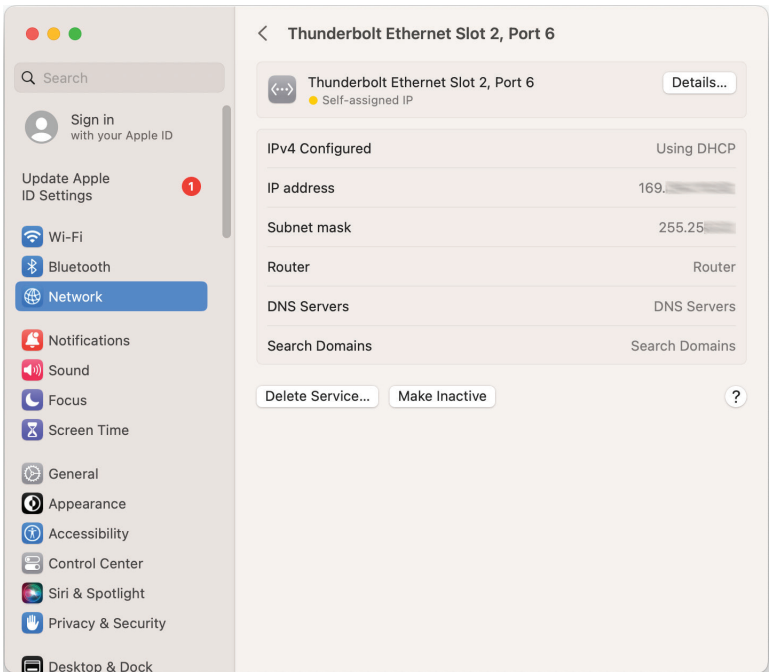 Thunderbolt Ethernet Slot 2, Port 6
Search
Sign in
with your Apple ID
Update Apple
ID Settings
1
Wi-Fi
Bluetooth
Network
Notifications
Sound
Focus
Screen Time
General
Appearance
Accessibility
Control Center
Siri & Spotlight
Privacy & Security
Desktop & Dock
Thunderbolt Ethernet Slot 2, Port 6
Details...
Self-assigned IP
IPv4 Configured Using DHCP
IP address 169.
Subnet mask 255.25
Router Router
DNS Servers DNS Servers
Search Domains Search Domains
Delete Service... Make Inactive ?